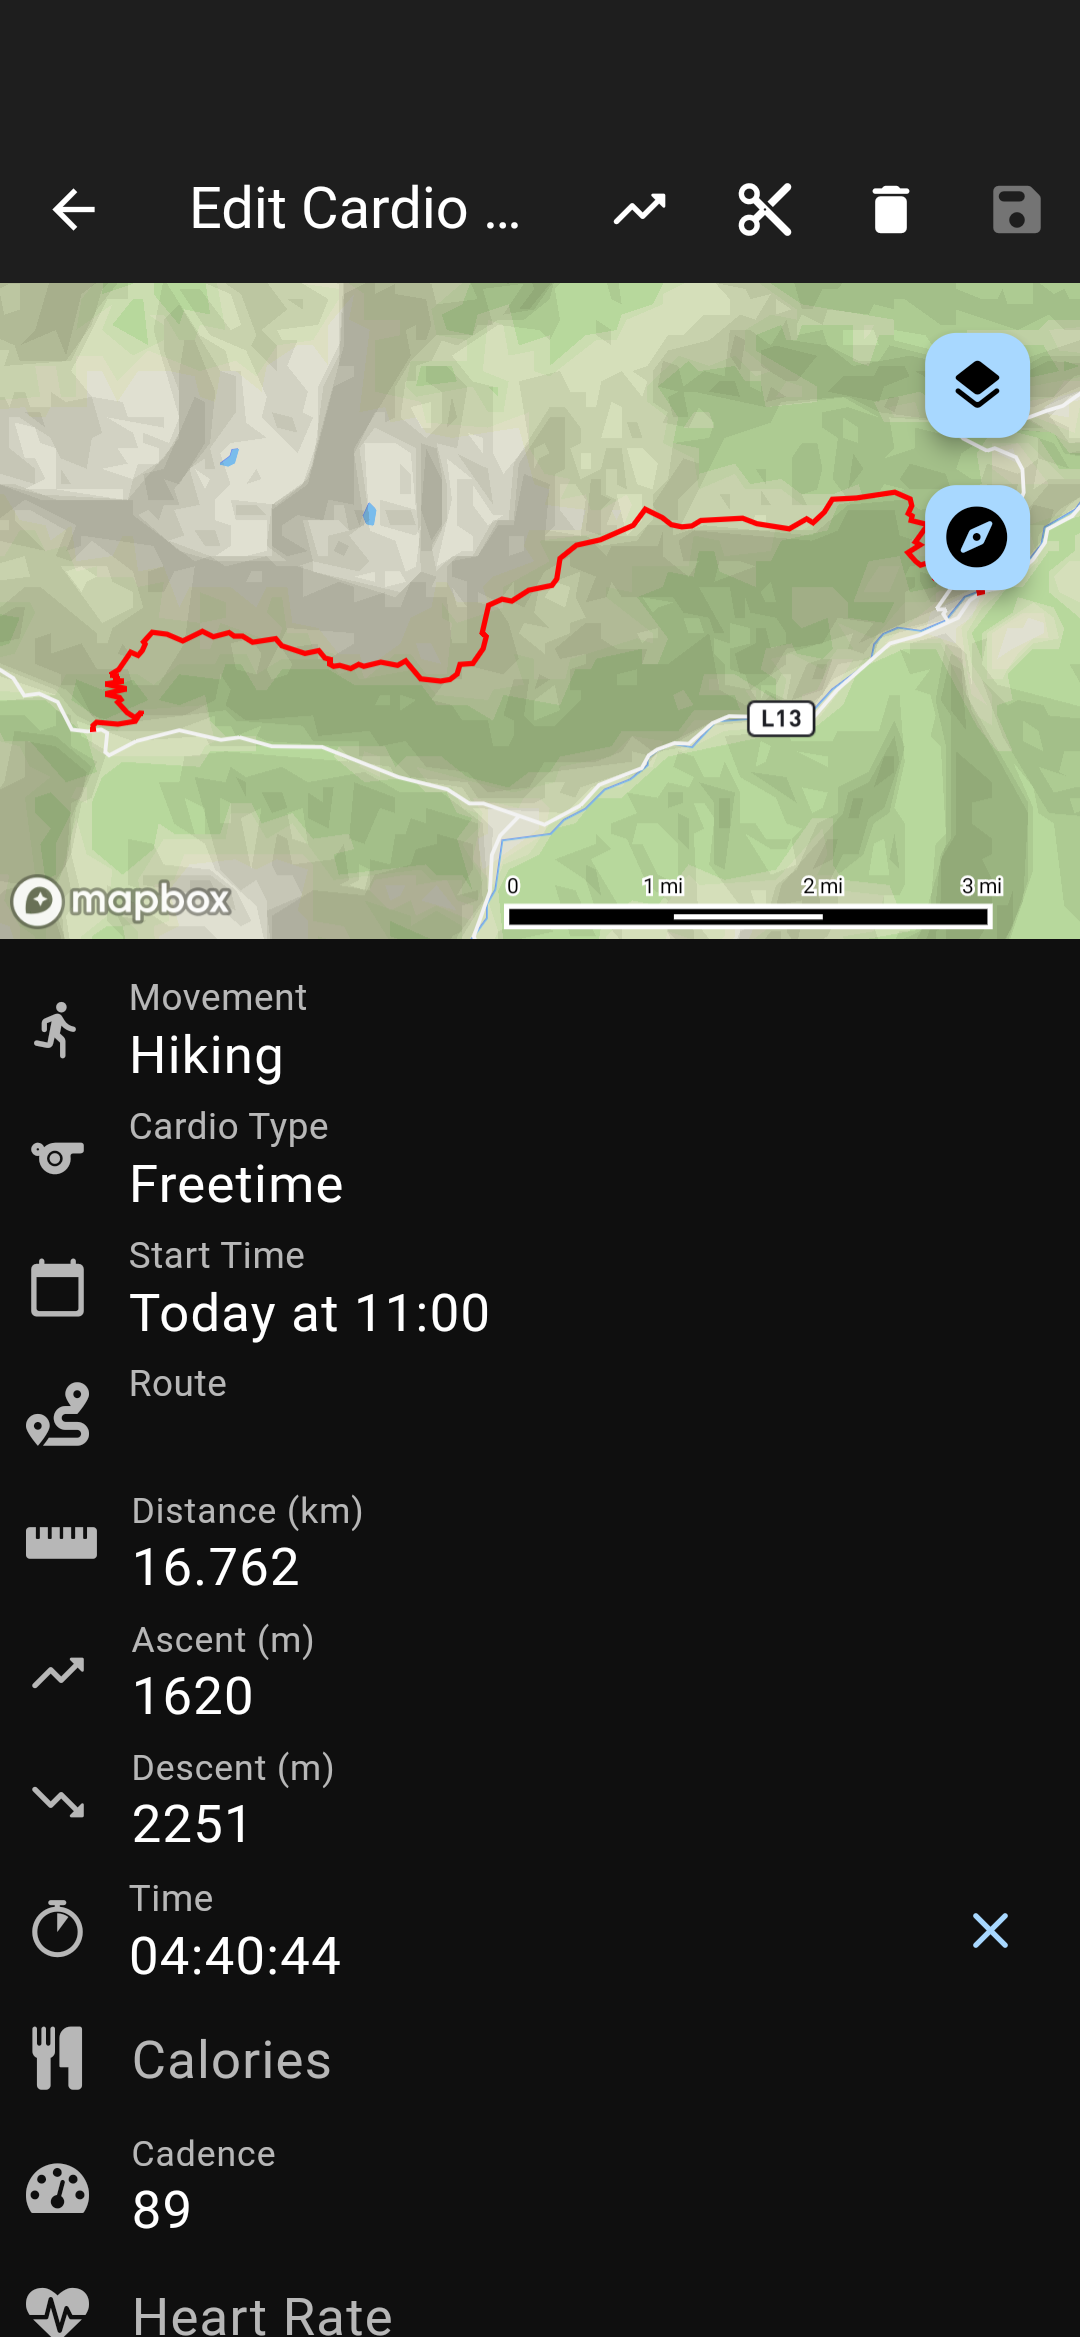 Edit Cardio ...
L13
mapbox
0 1 mi 2 mi 3 mi
Movement
Hiking
Cardio Type
Freetime
Start Time
Today at 11:00
Route
Distance (km)
16.762
Ascent (m)
1620
Descent (m)
2251
Time
04:40:44
Calories
Cadence
89
Heart Rate